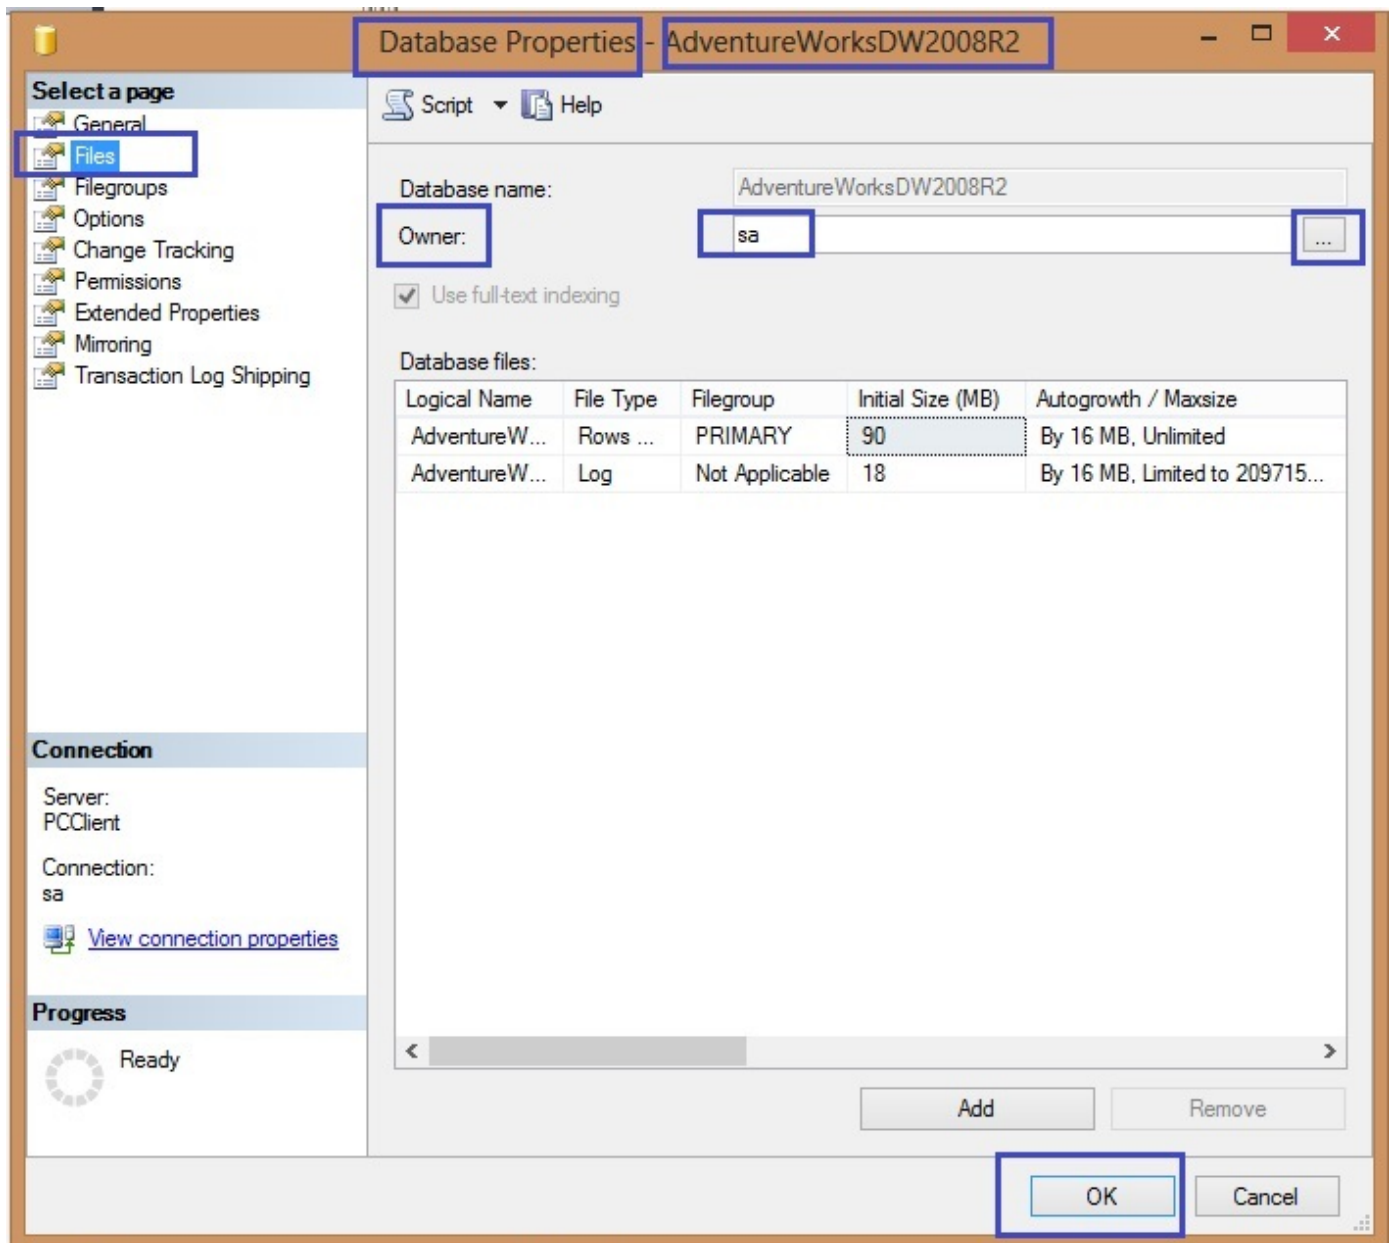 Database Properties - AdventureWorksDW2008R2
Select a page
General
Files
Filegroups
Options
Change Tracking
Permissions
Extended Properties
Mirroring
Transaction Log Shipping
Connection
Server:
PCClient
Connection:
sa
View connection properties
Progress
Ready
Script Help
Database name: AdventureWorksDW2008R2
Owner: sa ...
Use full-text indexing
Database files:
Logical Name File Type Filegroup Initial Size (MB) Autogrowth / Maxsize
AdventureW... Rows ... PRIMARY 90 By 16 MB, Unlimited
AdventureW... Log Not Applicable 18 By 16 MB, Limited to 209715...
Add Remove
OK Cancel